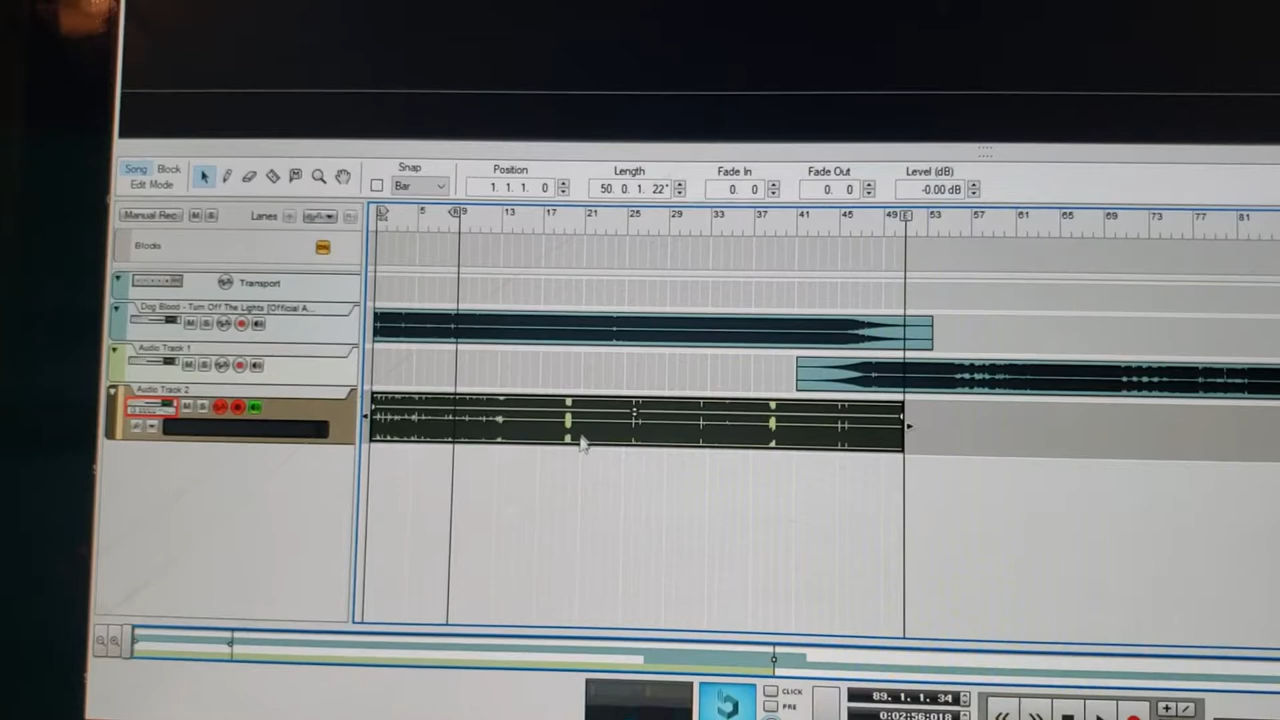 Song Block
Edit Mode
Snap
Bar
Position
1. 1. 1. 0
Length
50. 0. 1. 22*
Fade In
0. 0
Fade Out
0. 0
Level (dB)
-0.00 dB
Manual Rec M S Lanes
L 5 R 9 13 17 21 25 29 33 37 41 45 49 E 53 57 61 65 69 73 77 81
Blocks ON
Transport
Dog Blood - Turn Off The Lights [Official A...
M S
Audio Track 1
M S
Audio Track 2
M S
CLICK
PRE
89. 1. 1. 34
0:02:56:018